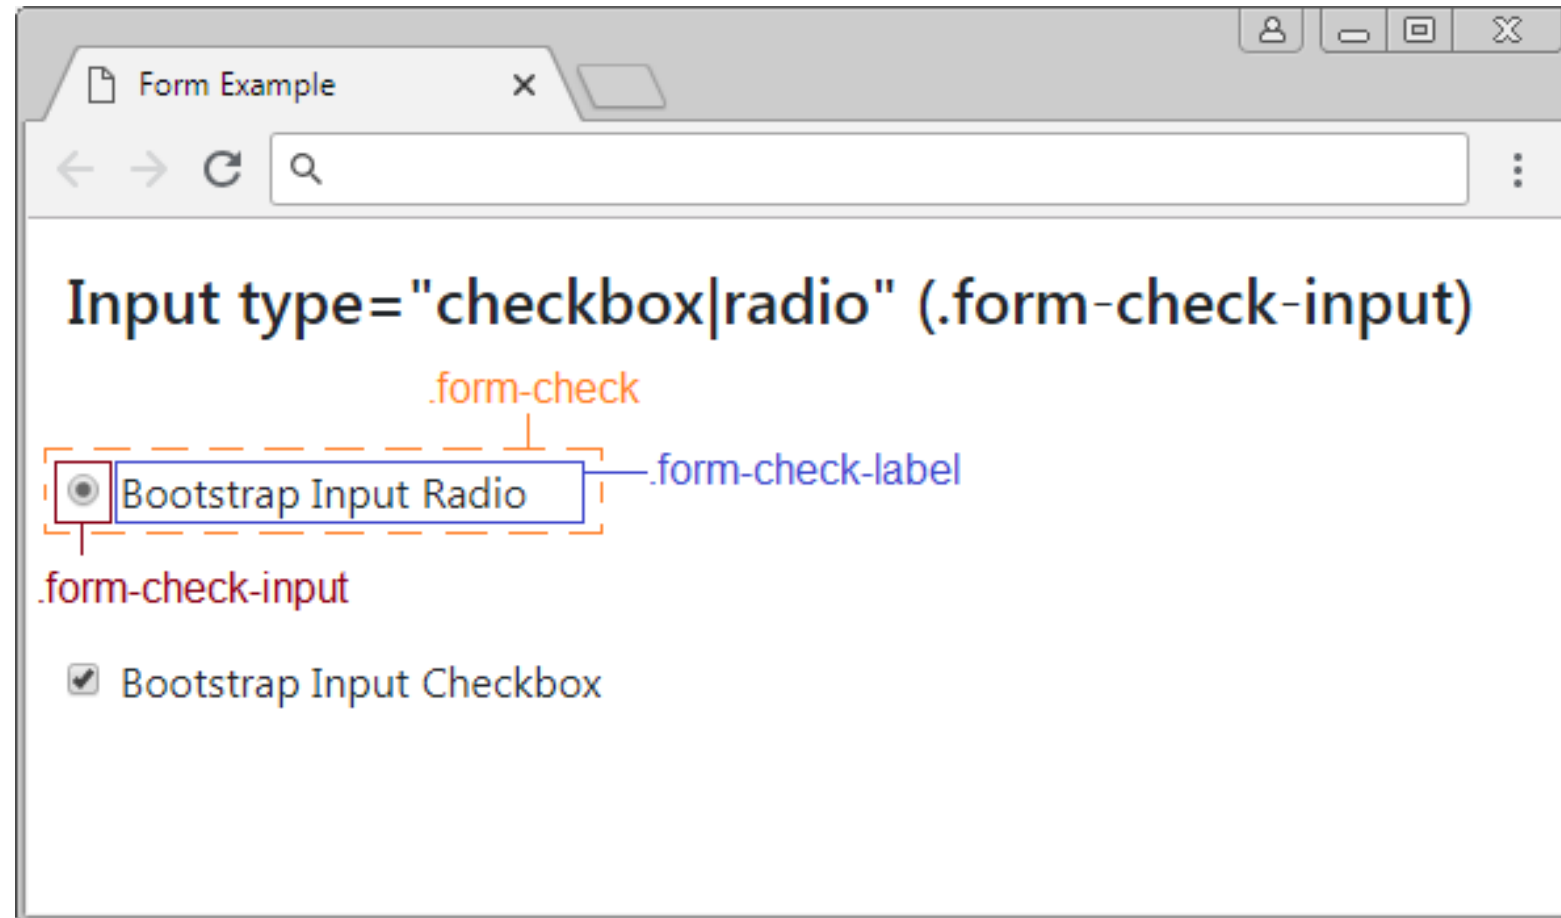 Form Example
Input type="checkbox|radio" (.form-check-input)
.form-check
.form-check-label
Bootstrap Input Radio
.form-check-input
Bootstrap Input Checkbox